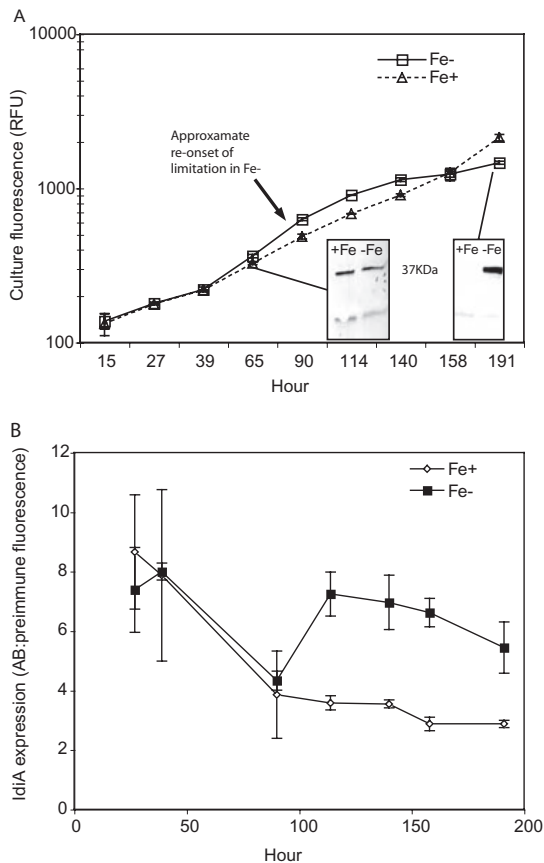 A
10000
1000
100
Culture fluorescence (RFU)
Fe-
Fe+
Approxamate
re-onset of
limitation in Fe-
+Fe -Fe
37KDa
+Fe -Fe
15 27 39 65 90 114 140 158 191
Hour
B
12
10
8
6
4
2
0
IdiA expression (AB:preimmune fluorescence)
Fe+
Fe-
0 50 100 150 200
Hour